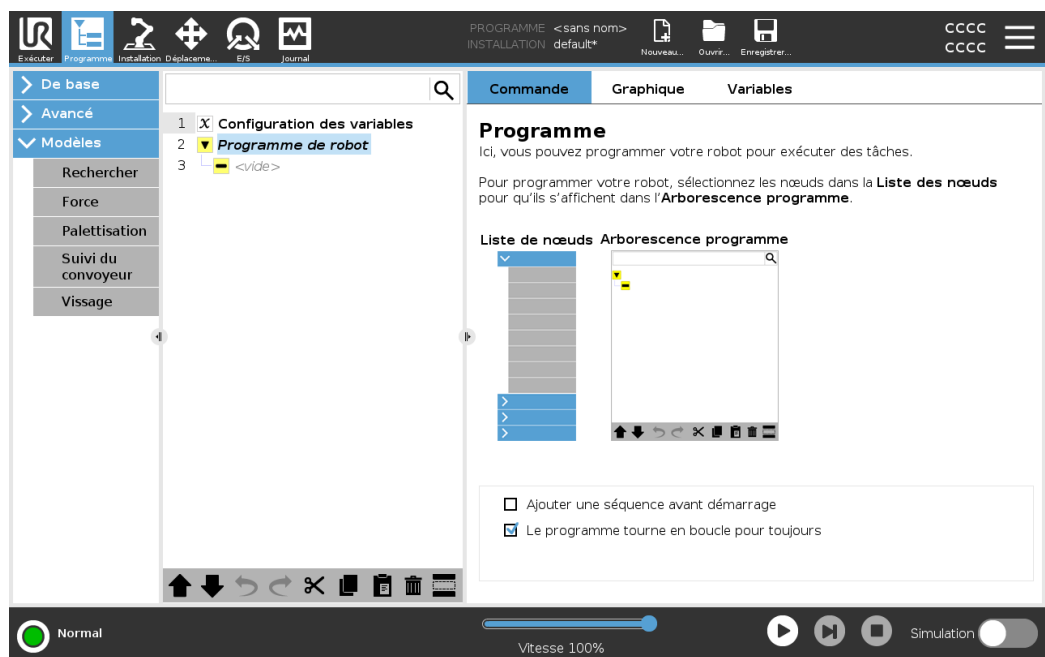 UR
Exécuter
Programme
Installation
Déplaceme...
E/S
Journal
PROGRAMME <sans nom>
INSTALLATION default*
Nouveau...
Ouvrir...
Enregistrer...
cccc
cccc
De base
Avancé
Modèles
Rechercher
Force
Palettisation
Suivi du
convoyeur
Vissage
1 X Configuration des variables
2 Programme de robot
3 <vide>
Commande Graphique Variables
Programme
Ici, vous pouvez programmer votre robot pour exécuter des tâches.
Pour programmer votre robot, sélectionnez les nœuds dans la Liste des nœuds
pour qu'ils s'affichent dans l'Arborescence programme.
Liste de nœuds Arborescence programme
Ajouter une séquence avant démarrage
Le programme tourne en boucle pour toujours
Normal
Vitesse 100%
Simulation